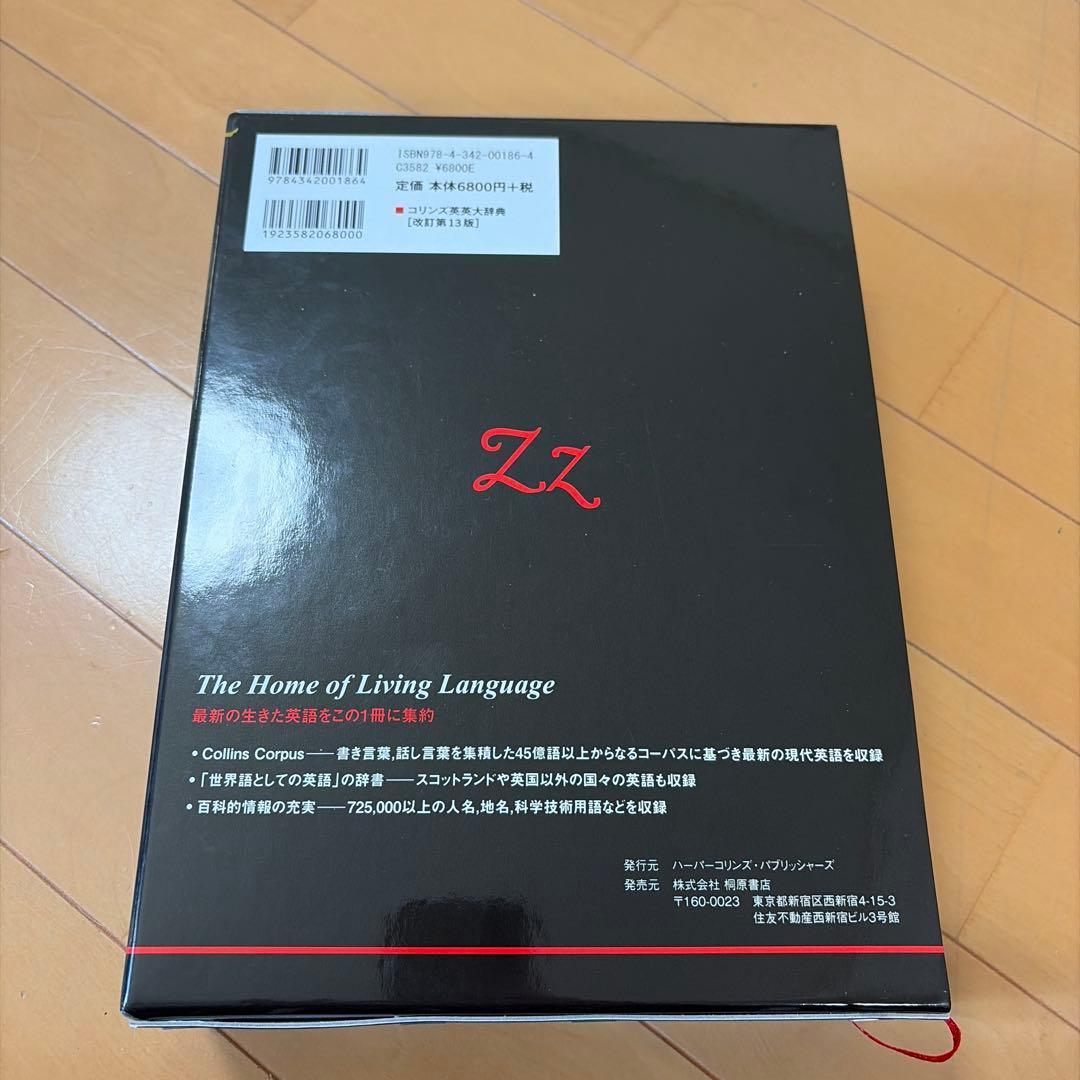 ISBN978-4-342-00186-4
C3582 ¥6800E
9784342001864
定価 本体6800円+税
■ コリンズ英英大辞典
[改訂第13版]
1923582068000
Zz
The Home of Living Language
最新の生きた英語をこの1冊に集約
• Collins Corpus——書き言葉,話し言葉を集積した45億語以上からなるコーパスに基づき最新の現代英語を収録
• 「世界語としての英語」の辞書——スコットランドや英国以外の国々の英語も収録
• 百科的情報の充実——725,000以上の人名,地名,科学技術用語などを収録
発行元 ハーパーコリンズ・パブリッシャーズ
発売元 株式会社 桐原書店
〒160-0023 東京都新宿区西新宿4-15-3
住友不動産西新宿ビル3号館